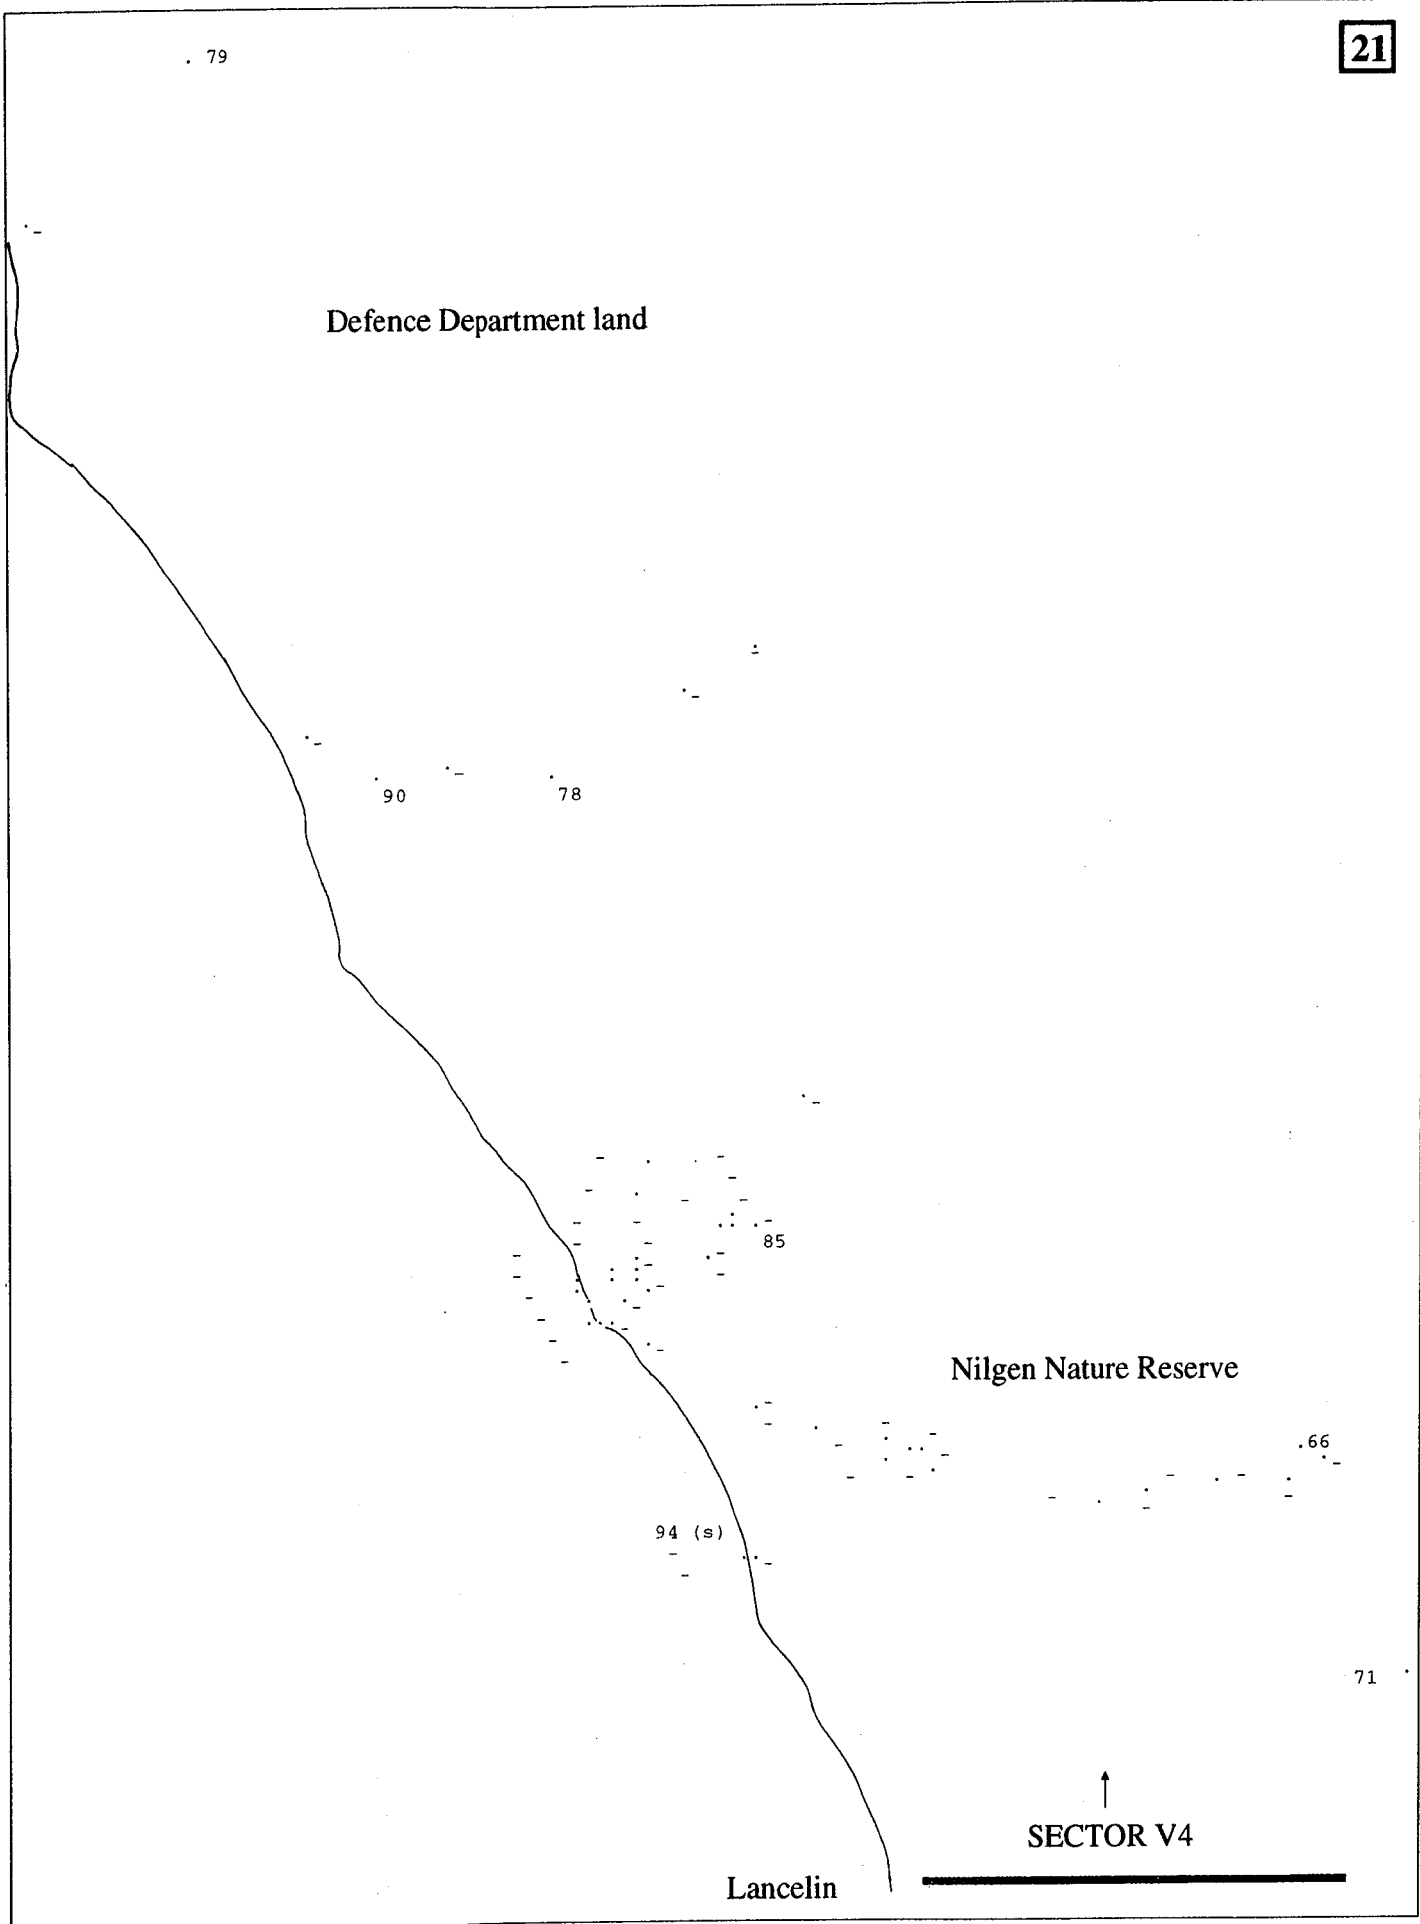 21
. 79
Defence Department land
90
78
85
Nilgen Nature Reserve
.66
94 (s)
71
SECTOR V4
Lancelin